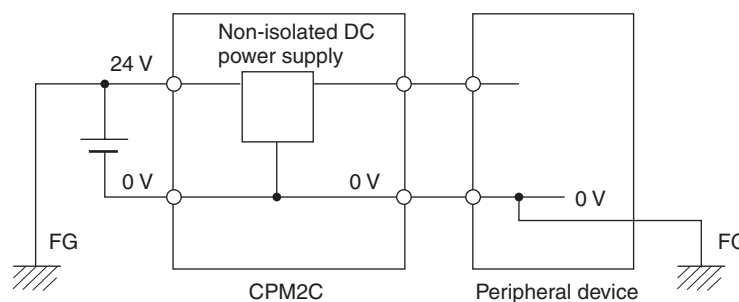 Non-isolated DC
power supply
24 V
0 V
0 V
0 V
FG
FG
CPM2C
Peripheral device